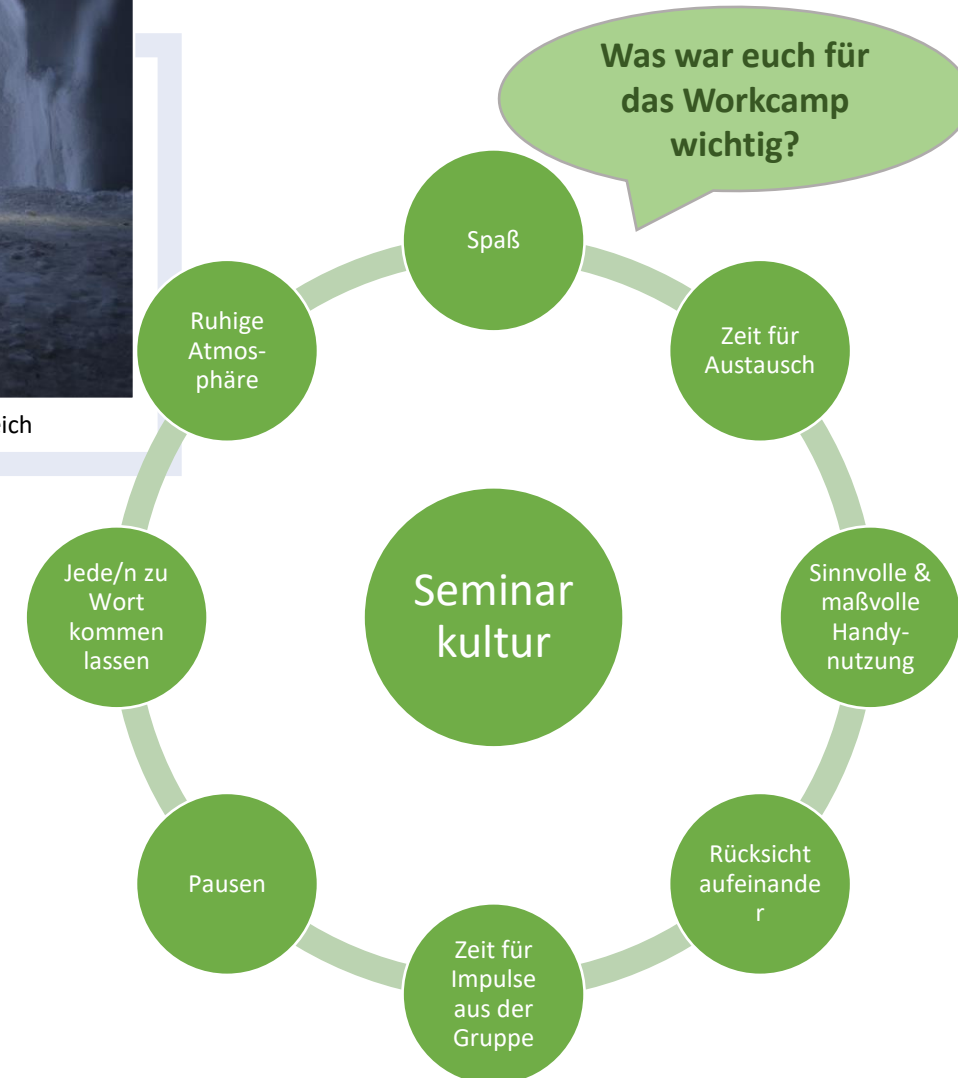 Was war euch für
das Workcamp
wichtig?
Spaß
Ruhige
Atmos-
phäre
Zeit für
Austausch
ich
Jede/n zu
Wort
kommen
lassen
Seminar
kultur
Sinnvolle &
maßvolle
Handy-
nutzung
Pausen
Rücksicht
aufeinande
r
Zeit für
Impulse
aus der
Gruppe